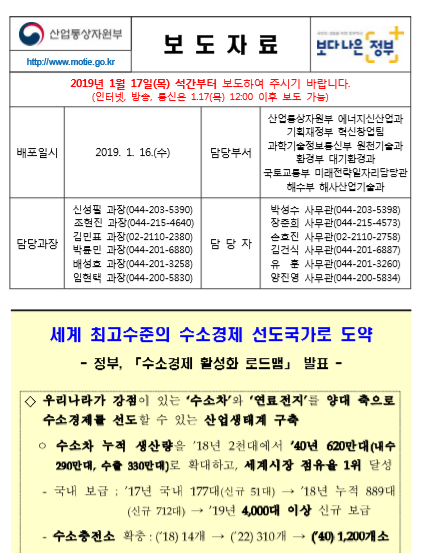 산업통상자원부
http://www.motie.go.kr
보 도 자 료
보다 나은 정부
2019년 1월 17일(목) 석간부터 보도하여 주시기 바랍니다.
(인터넷, 방송, 통신은 1.17(목) 12:00 이후 보도 가능)
배포일시
2019. 1. 16.(수)
담당부서
산업통상자원부 에너지신산업과
기획재정부 혁신창업팀
과학기술정보통신부 원천기술과
환경부 대기환경과
국토교통부 미래전략일자리담당관
해수부 해사산업기술과
담당과장
신성필 과장(044-203-5390)
조현진 과장(044-215-4640)
김민표 과장(02-2110-2380)
박륜민 과장(044-201-6880)
배성호 과장(044-201-3258)
임현택 과장(044-200-5830)
담 당 자
박성수 사무관(044-203-5398)
장준희 사무관(044-215-4573)
손효진 사무관(02-2110-2758)
김건식 사무관(044-201-6887)
유 훈 사무관(044-201-3260)
양진영 사무관(044-200-5834)
세계 최고수준의 수소경제 선도국가로 도약
- 정부, 「수소경제 활성화 로드맵」 발표 -
◇ 우리나라가 강점이 있는 '수소차'와 '연료전지'를 양대 축으로
수소경제를 선도할 수 있는 산업생태계 구축
ㅇ 수소차 누적 생산량을 '18년 2천대에서 '40년 620만대(내수
290만대, 수출 330만대)로 확대하고, 세계시장 점유율 1위 달성
- 국내 보급 : '17년 국내 177대(신규 51대) → '18년 누적 889대
(신규 712대) → '19년 4,000대 이상 신규 보급
- 수소충전소 확충 : ('18) 14개 → ('22) 310개 → ('40) 1,200개소